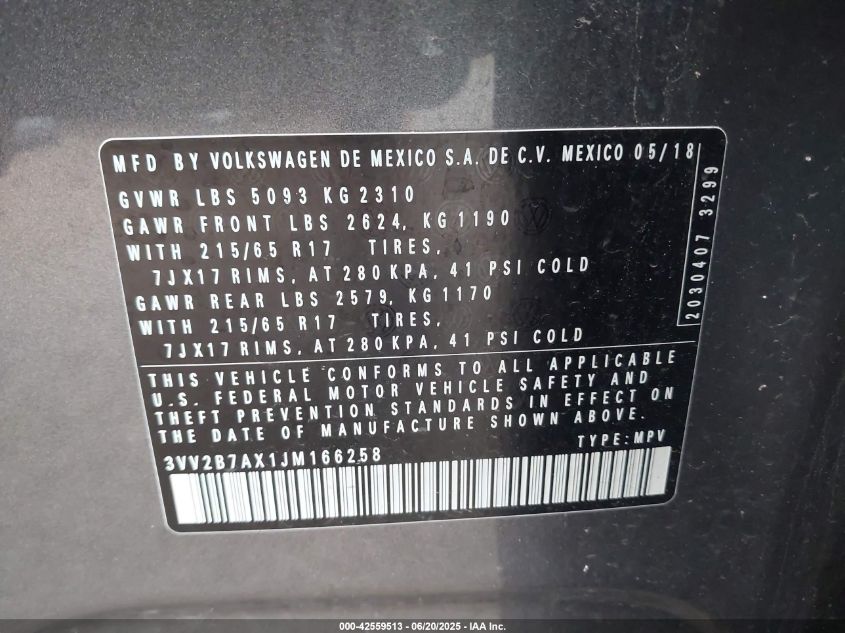 MFD BY VOLKSWAGEN DE MEXICO S.A. DE C.V. MEXICO 05/18
GVWR LBS 5093 KG 2310
GAWR FRONT LBS 2624, KG 1190
WITH 215/65 R17 TIRES,
7JX17 RIMS, AT 280 KPA, 41 PSI COLD
GAWR REAR LBS 2579, KG 1170
WITH 215/65 R17 TIRES,
7JX17 RIMS, AT 280 KPA, 41 PSI COLD
2030407 3299
THIS VEHICLE CONFORMS TO ALL APPLICABLE
U.S. FEDERAL MOTOR VEHICLE SAFETY AND
THEFT PREVENTION STANDARDS IN EFFECT ON
THE DATE OF MANUFACTURE SHOWN ABOVE.
TYPE:MPV
3VV2B7AX1JM166258
000-42559513 - 06/20/2025 - IAA Inc.